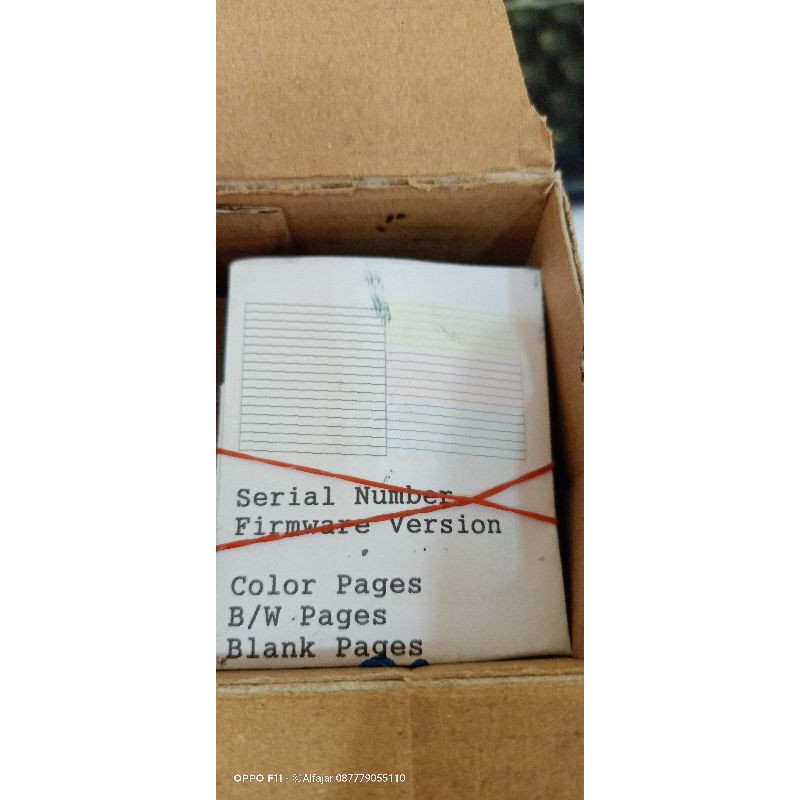 Serial Number
Firmware Version
Color Pages
B/W Pages
Blank Pages
OPPO F11 · ©Alfajar 087779055110